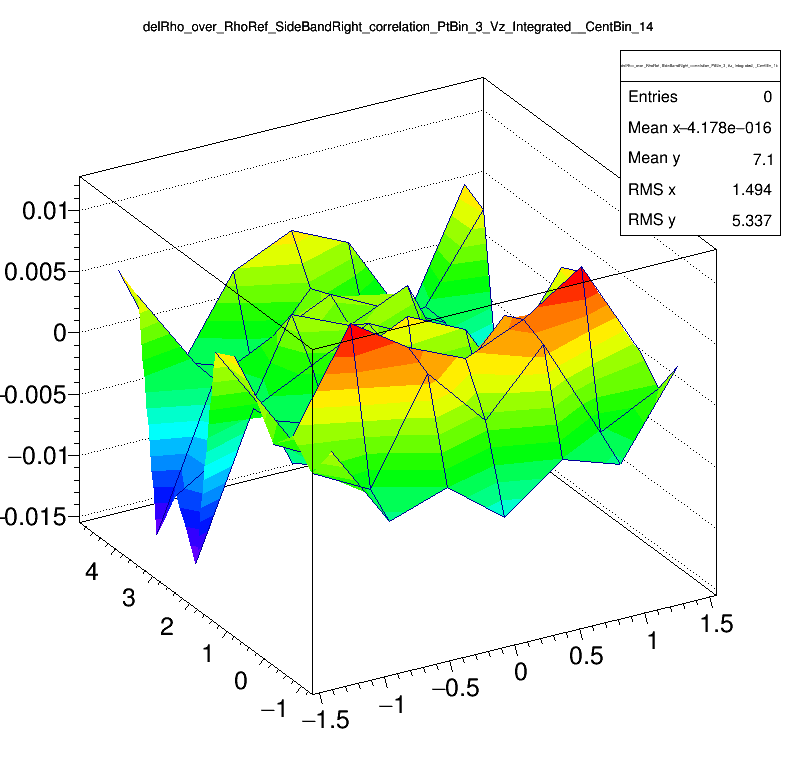 delRho_over_RhoRef_SideBandRight_correlation_PtBin_3_Vz_Integrated__CentBin_14
delRho_over_RhoRef_SideBandRight_correlation_PtBin_3_Vz_Integrated__CentBin_14
Entries 0
Mean x−4.178e−016
Mean y 7.1
RMS x 1.494
RMS y 5.337
0.01
0.005
0
−0.005
−0.01
−0.015
4
3
2
1
0
−1
−1.5
−1
−0.5
0
0.5
1
1.5